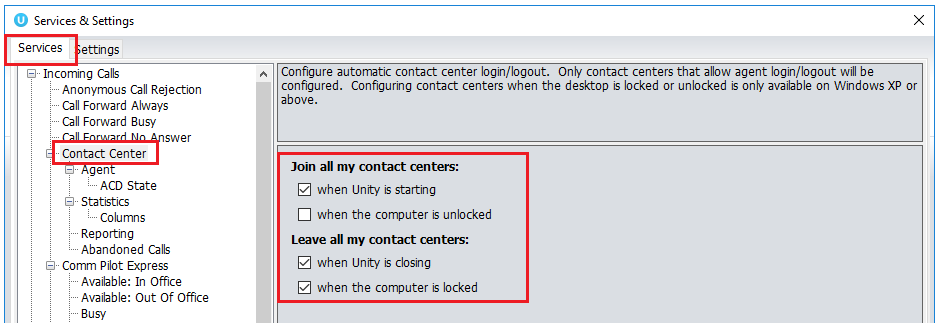 Services & Settings
Services
Settings
Incoming Calls
Anonymous Call Rejection
Call Forward Always
Call Forward Busy
Call Forward No Answer
Contact Center
Agent
ACD State
Statistics
Columns
Reporting
Abandoned Calls
Comm Pilot Express
Available: In Office
Available: Out Of Office
Busy
Configure automatic contact center login/logout. Only contact centers that allow agent login/logout will be
configured. Configuring contact centers when the desktop is locked or unlocked is only available on Windows XP or
above.
Join all my contact centers:
when Unity is starting
when the computer is unlocked
Leave all my contact centers:
when Unity is closing
when the computer is locked